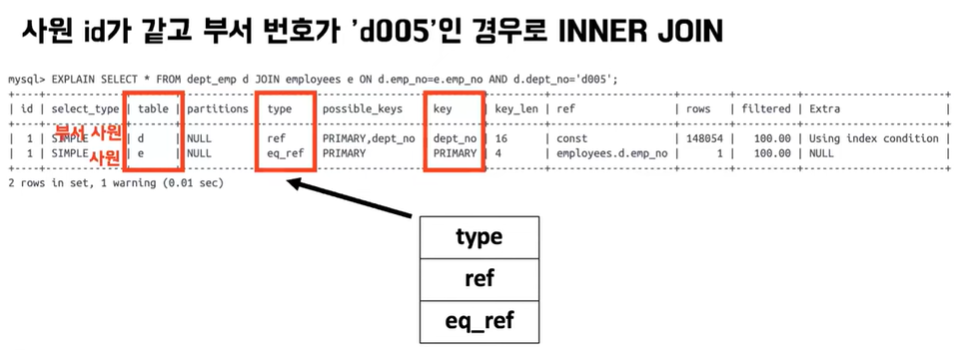 사원 id가 같고 부서 번호가 'd005'인 경우로 INNER JOIN
mysql> EXPLAIN SELECT * FROM dept_emp d JOIN employees e ON d.emp_no=e.emp_no AND d.dept_no='d005';
| id | select_type | table | partitions | type | possible_keys | key | key_len | ref | rows | filtered | Extra |
| 1 | SIMPLE | d | NULL | ref | PRIMARY,dept_no | dept_no | 16 | const | 148054 | 100.00 | Using index condition |
부서 사원
| 1 | SIMPLE | e | NULL | eq_ref | PRIMARY | PRIMARY | 4 | employees.d.emp_no | 1 | 100.00 | NULL |
사원
2 rows in set, 1 warning (0.01 sec)
type
ref
eq_ref